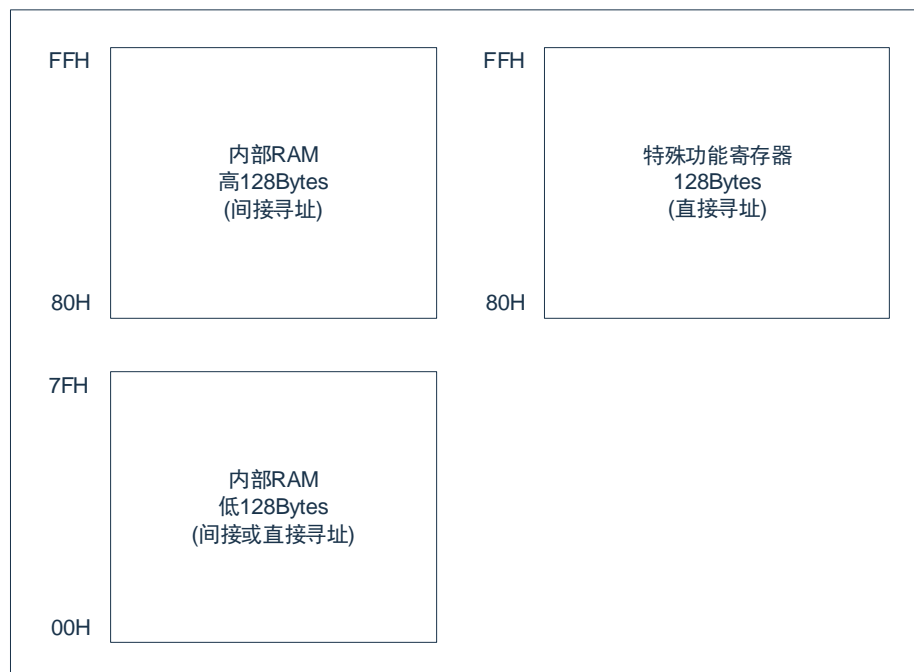 FFH
内部RAM
高128Bytes
(间接寻址)
80H
FFH
特殊功能寄存器
128Bytes
(直接寻址)
80H
7FH
内部RAM
低128Bytes
(间接或直接寻址)
00H